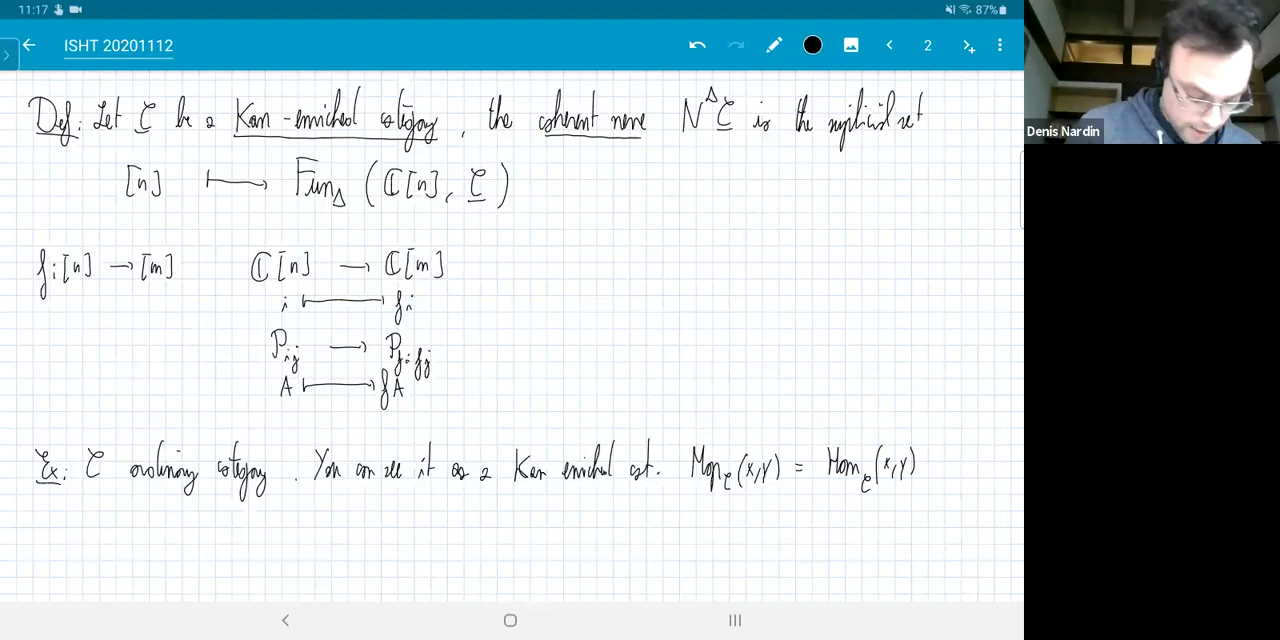 11:17
87%
ISHT 20201112
2
Def: Let C be a Kan-enriched category, the coherent nerve N^Δ C is the simplicial set
[n] ⟼ Fun_Δ (ℂ[n], C)
f: [n] → [m] ℂ[n] → ℂ[m]
i ⟼ fi
P_ij → P_fi fj
A ⟼ fA
Ex: C ordinary category. You can see it as a Kan enriched cat. Map_C(x,y) = Hom_C(x,y)
Denis Nardin